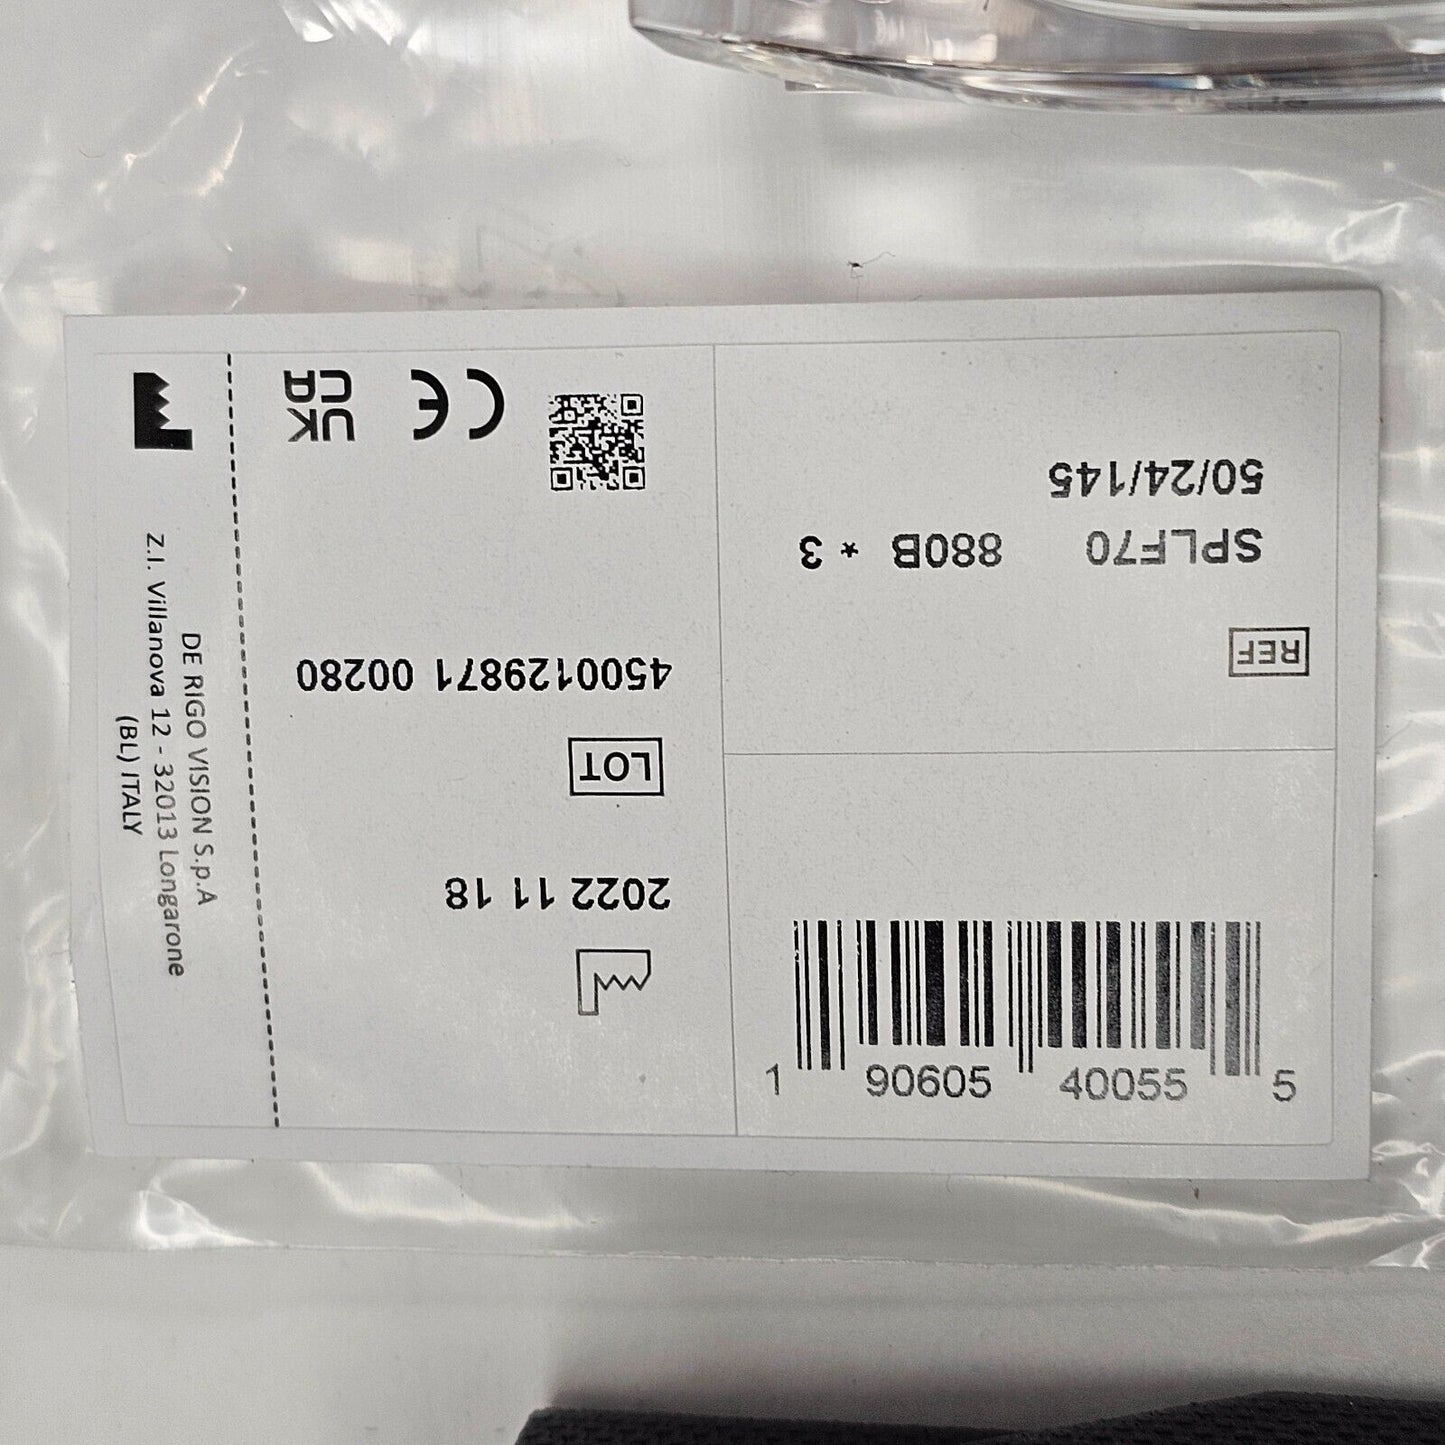 REF
SPLF70 880B * 3
50/24/145
1 90605 40055 5
2022 11 18
LOT
4500129871 00280
CE
UK
CA
DE RIGO VISION S.p.A
Z.I. Villanova 12 - 32013 Longarone
(BL) ITALY